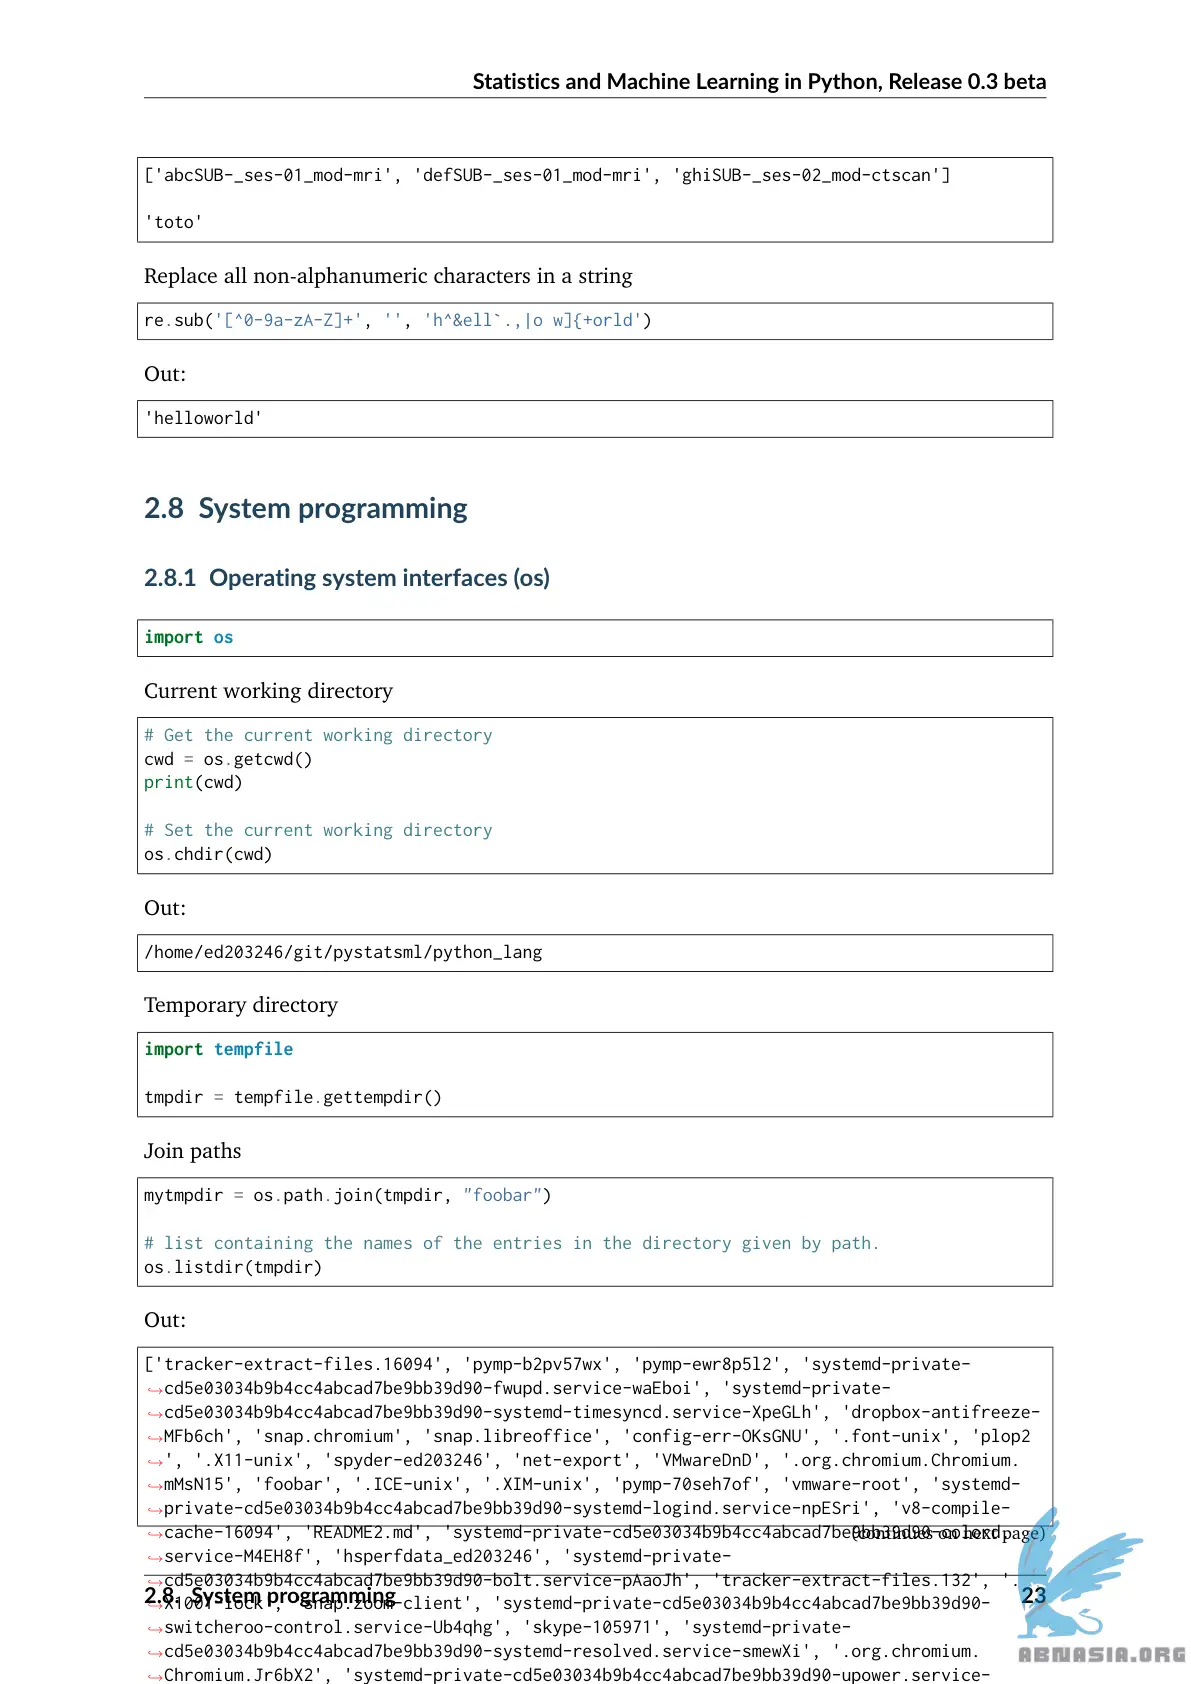 Statistics and Machine Learning in Python, Release 0.3 beta
['abcSUB-_ses-01_mod-mri', 'defSUB-_ses-01_mod-mri', 'ghiSUB-_ses-02_mod-ctscan']
'toto'
Replace all non-alphanumeric characters in a string
re.sub('[^0-9a-zA-Z]+', '', 'h^&ell`.,|o w]{+orld')
Out:
'helloworld'
2.8 System programming
2.8.1 Operating system interfaces (os)
import os
Current working directory
# Get the current working directory
cwd = os.getcwd()
print(cwd)
# Set the current working directory
os.chdir(cwd)
Out:
/home/ed203246/git/pystatsml/python_lang
Temporary directory
import tempfile
tmpdir = tempfile.gettempdir()
Join paths
mytmpdir = os.path.join(tmpdir, "foobar")
# list containing the names of the entries in the directory given by path.
os.listdir(tmpdir)
Out:
['tracker-extract-files.16094', 'pymp-b2pv57wx', 'pymp-ewr8p5l2', 'systemd-private-
↪cd5e03034b9b4cc4abcad7be9bb39d90-fwupd.service-waEboi', 'systemd-private-
↪cd5e03034b9b4cc4abcad7be9bb39d90-systemd-timesyncd.service-XpeGLh', 'dropbox-antifreeze-
↪MFb6ch', 'snap.chromium', 'snap.libreoffice', 'config-err-OKsGNU', '.font-unix', 'plop2
↪', '.X11-unix', 'spyder-ed203246', 'net-export', 'VMwareDnD', '.org.chromium.Chromium.
↪mMsN15', 'foobar', '.ICE-unix', '.XIM-unix', 'pymp-70seh7of', 'vmware-root', 'systemd-
↪private-cd5e03034b9b4cc4abcad7be9bb39d90-systemd-logind.service-npESri', 'v8-compile-
↪cache-16094', 'README2.md', 'systemd-private-cd5e03034b9b4cc4abcad7be9bb39d90-colord.
(continues on next page)
↪service-M4EH8f', 'hsperfdata_ed203246', 'systemd-private-
↪cd5e03034b9b4cc4abcad7be9bb39d90-bolt.service-pAaoJh', 'tracker-extract-files.132', '.
2.8. System programming 23
↪X1001-lock', 'snap.zoom-client', 'systemd-private-cd5e03034b9b4cc4abcad7be9bb39d90-
↪switcheroo-control.service-Ub4qhg', 'skype-105971', 'systemd-private-
↪cd5e03034b9b4cc4abcad7be9bb39d90-systemd-resolved.service-smewXi', '.org.chromium.
↪Chromium.Jr6bX2', 'systemd-private-cd5e03034b9b4cc4abcad7be9bb39d90-upower.service-
ABNASIA.ORG